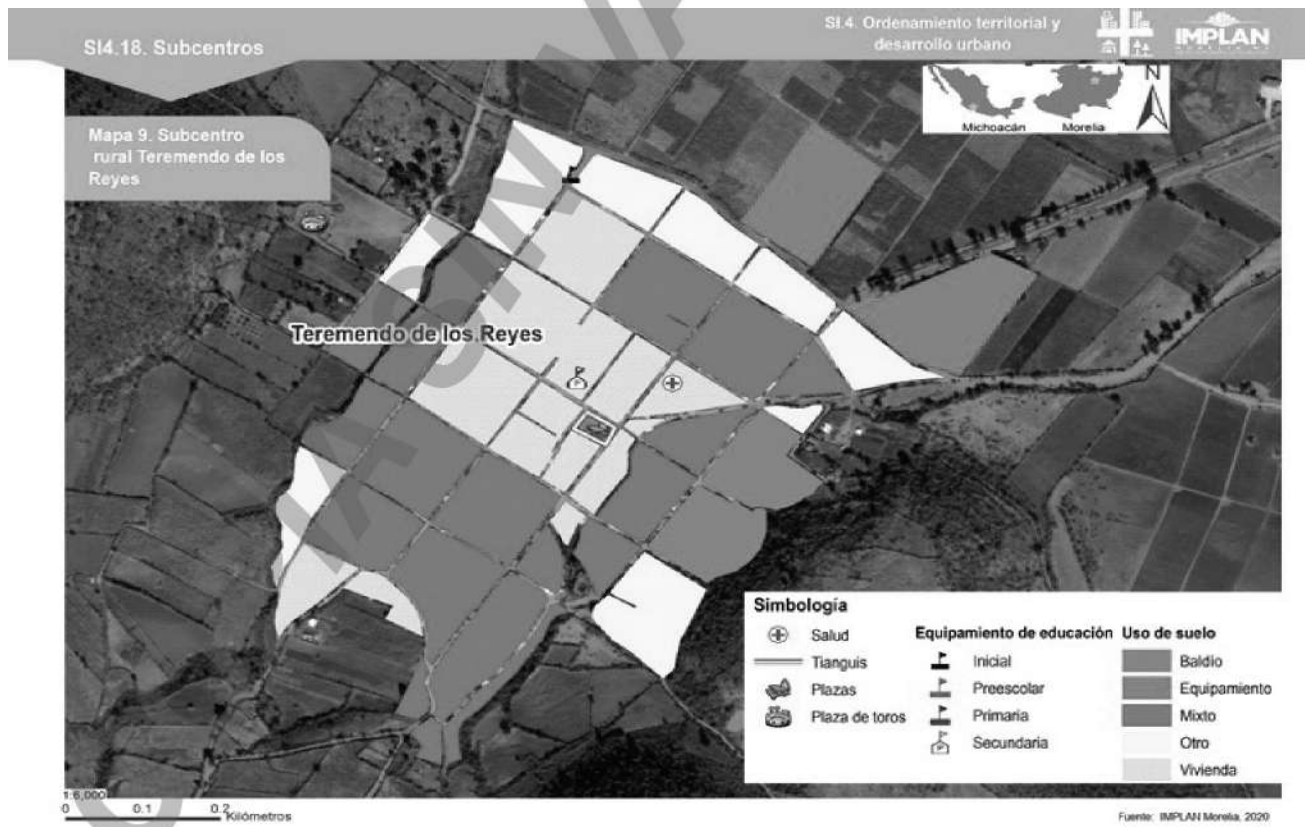 SI4.18. Subcentros
SI.4. Ordenamiento territorial y
desarrollo urbano
IMPLAN
Mapa 9. Subcentro
rural Teremendo de los
Reyes
N
Michoacán
Morelia
Teremendo de los Reyes
Simbología
Salud
Tianguis
Plazas
Plaza de toros
Equipamiento de educación
Inicial
Preescolar
Primaria
Secundaria
Uso de suelo
Baldío
Equipamiento
Mixto
Otro
Vivienda
1:6,000
0 0.1 0.2 Kilómetros
Fuente: IMPLAN Morelia, 2020